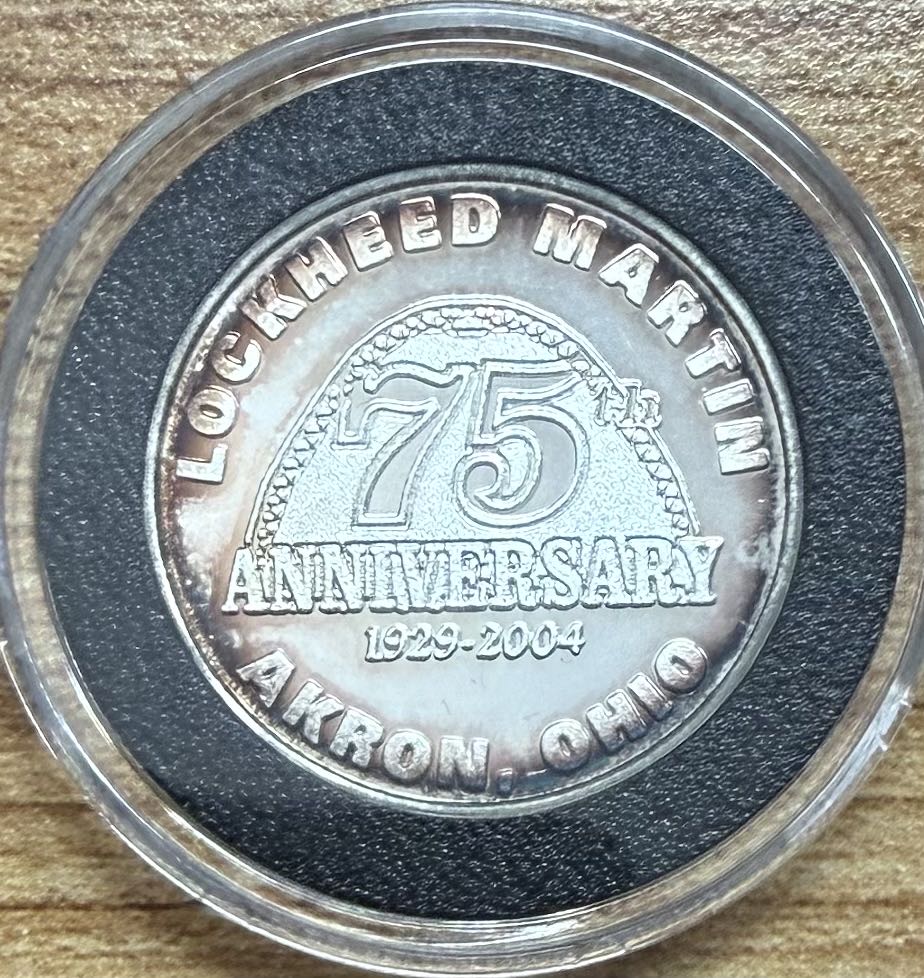 LOCKHEED MARTIN
75th
ANNIVERSARY
1929-2004
AKRON, OHIO